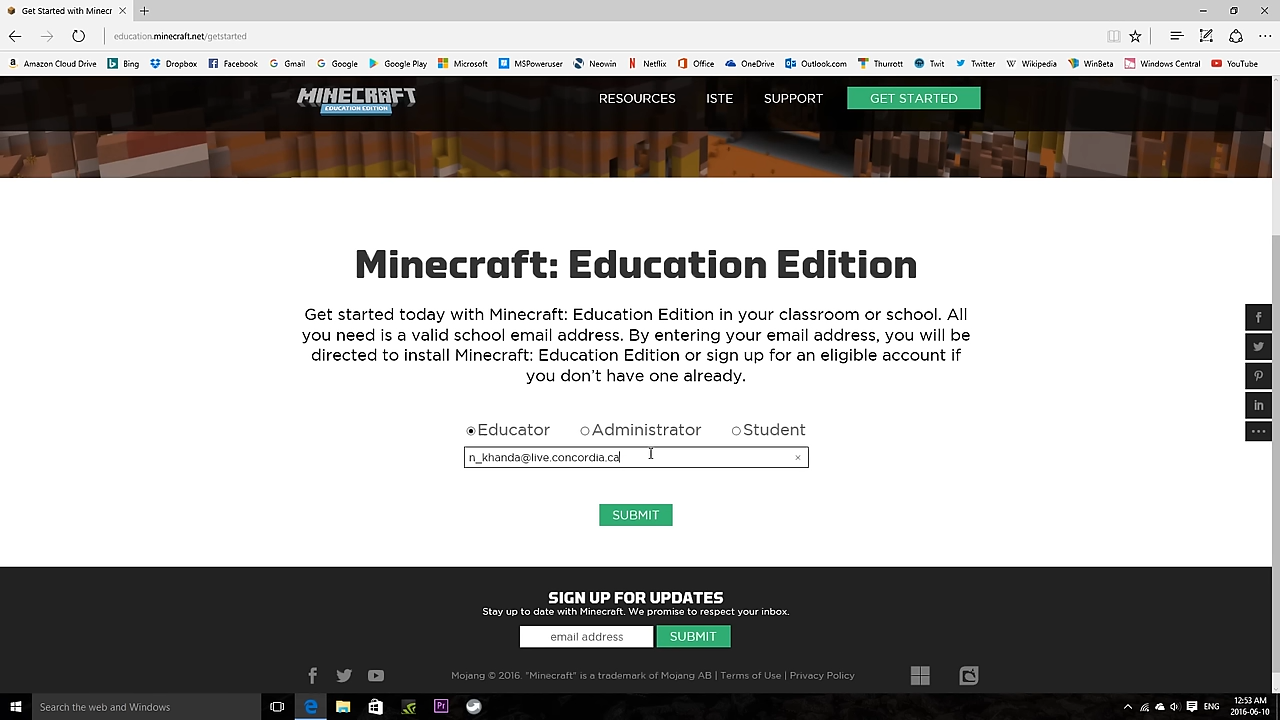 Get Started with Minecr
education.minecraft.net/getstarted
Amazon Cloud Drive Bing Dropbox Facebook Gmail Google Google Play Microsoft MSPoweruser Neowin Netflix Office OneDrive Outlook.com Thurrott Twit Twitter Wikipedia WinBeta Windows Central YouTube
MINECRAFT
EDUCATION EDITION
RESOURCES ISTE SUPPORT GET STARTED
Minecraft: Education Edition
Get started today with Minecraft: Education Edition in your classroom or school. All
you need is a valid school email address. By entering your email address, you will be
directed to install Minecraft: Education Edition or sign up for an eligible account if
you don’t have one already.
Educator Administrator Student
n_khanda@live.concordia.ca
SUBMIT
SIGN UP FOR UPDATES
Stay up to date with Minecraft. We promise to respect your inbox.
email address SUBMIT
Mojang © 2016. "Minecraft" is a trademark of Mojang AB | Terms of Use | Privacy Policy
Search the web and Windows
Pr
ENG
12:53 AM
2016-06-10